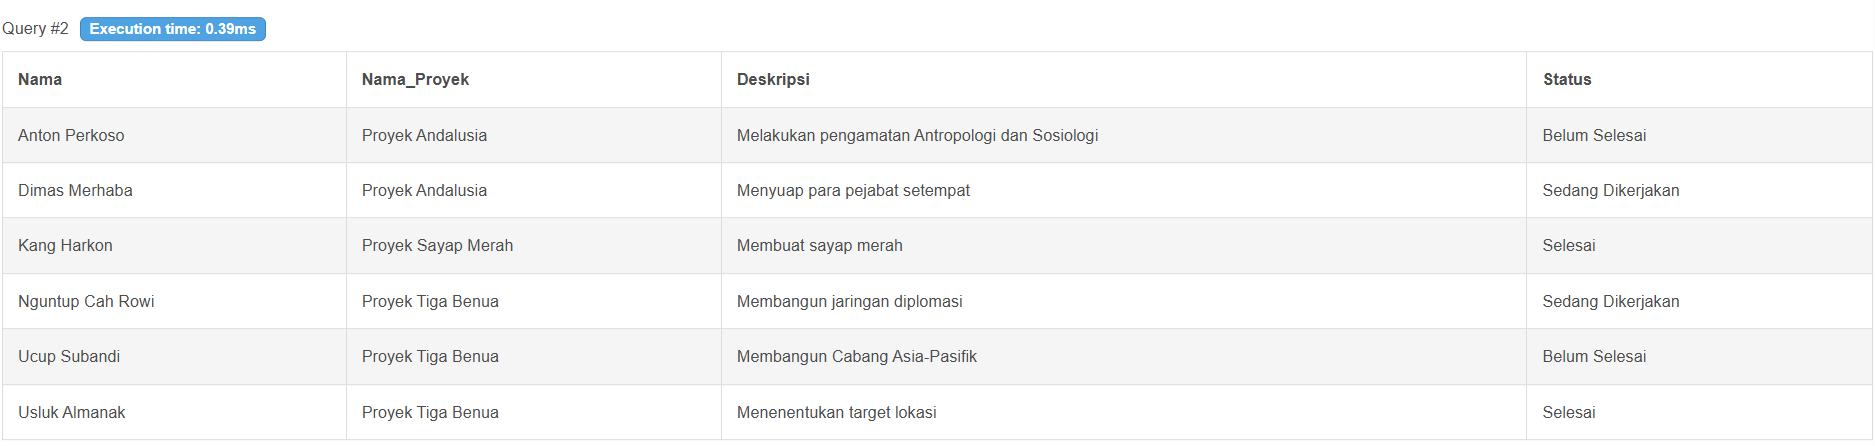 Query #2 Execution time: 0.39ms
Nama Nama_Proyek Deskripsi Status
Anton Perkoso Proyek Andalusia Melakukan pengamatan Antropologi dan Sosiologi Belum Selesai
Dimas Merhaba Proyek Andalusia Menyuap para pejabat setempat Sedang Dikerjakan
Kang Harkon Proyek Sayap Merah Membuat sayap merah Selesai
Nguntup Cah Rowi Proyek Tiga Benua Membangun jaringan diplomasi Sedang Dikerjakan
Ucup Subandi Proyek Tiga Benua Membangun Cabang Asia-Pasifik Belum Selesai
Usluk Almanak Proyek Tiga Benua Menenentukan target lokasi Selesai